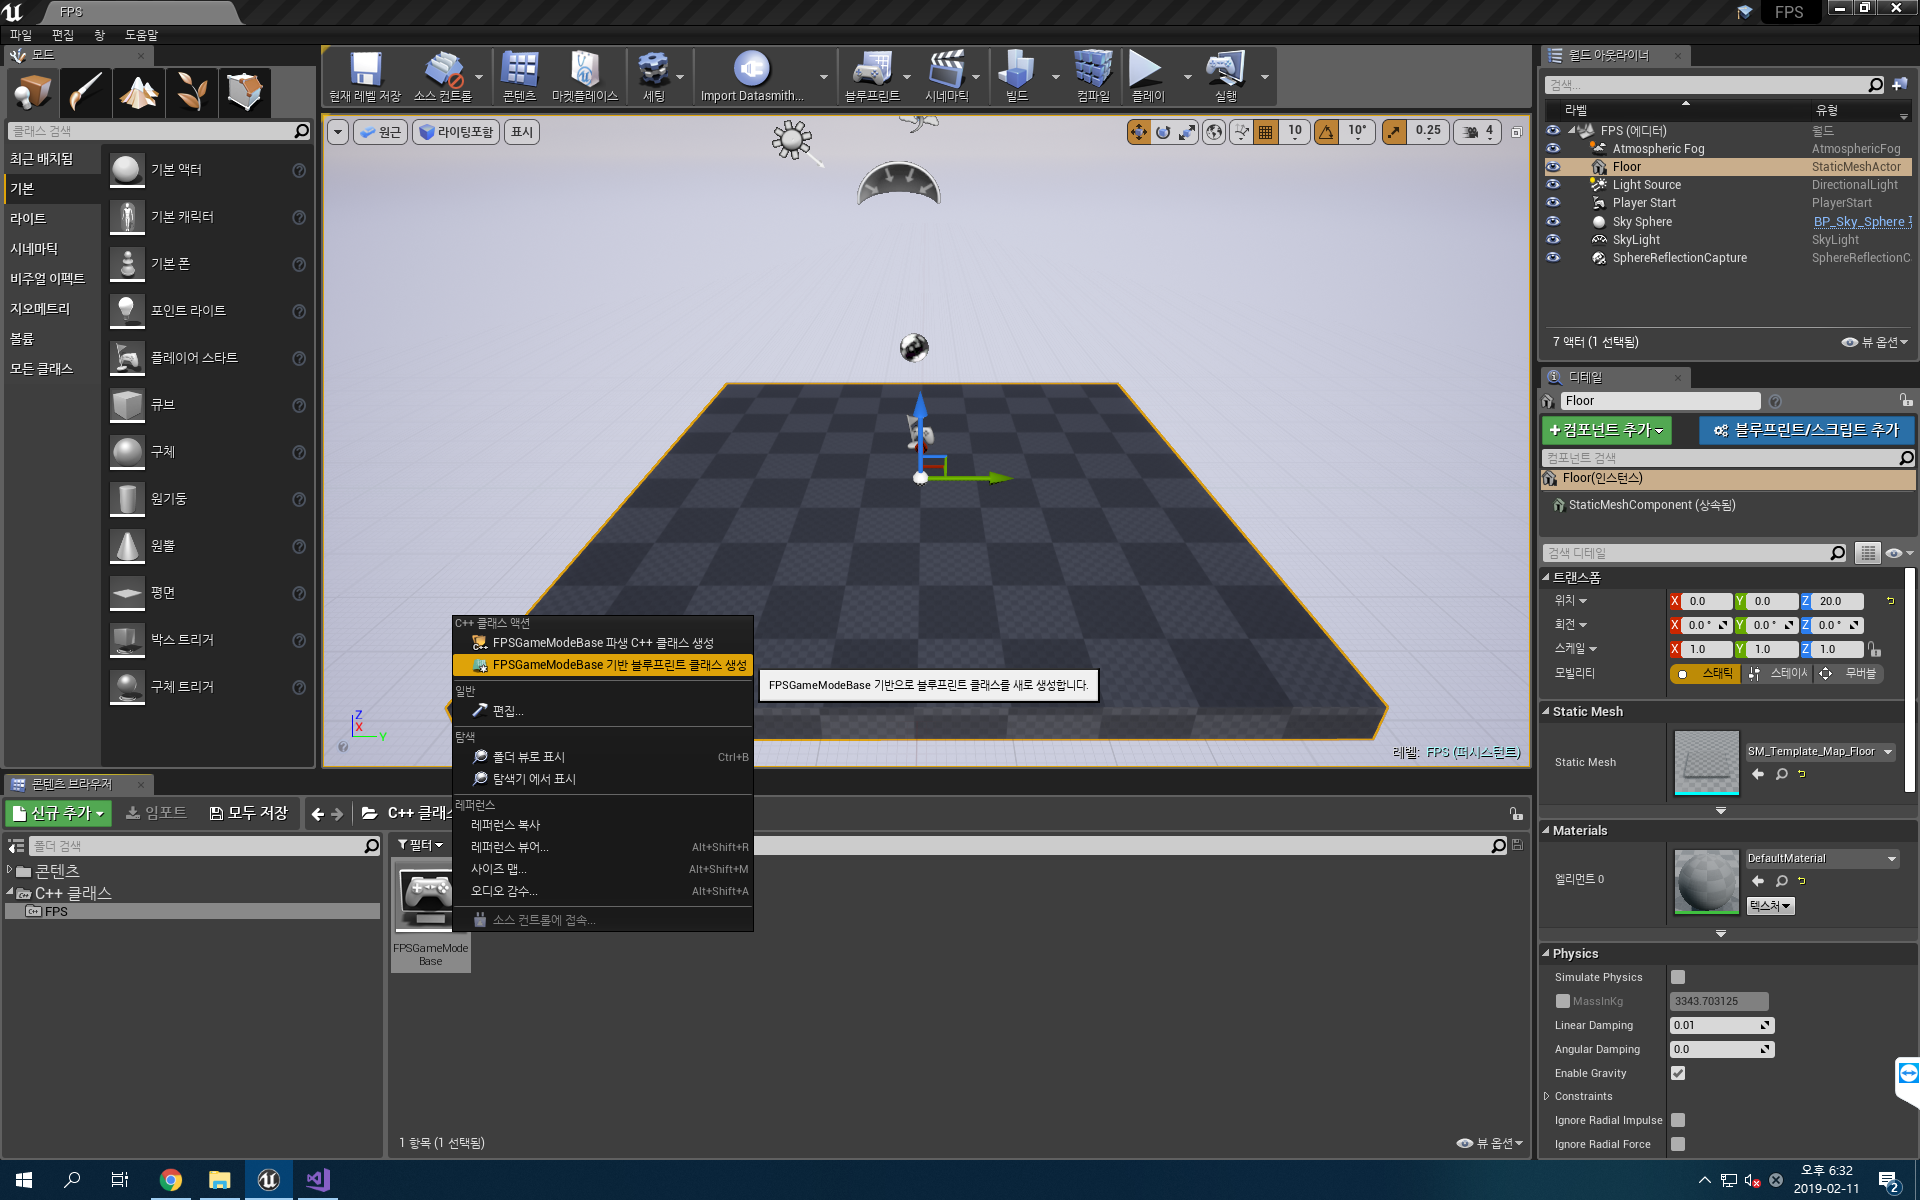 FPS
FPS
파일 편집 창 도움말
모드
현재 레벨 저장
소스 컨트롤
콘텐츠
마켓플레이스
세팅
Import Datasmith...
블루프린트
시네마틱
빌드
컴파일
플레이
실행
클래스 검색
최근 배치됨
기본
라이트
시네마틱
비주얼 이펙트
지오메트리
볼륨
모든 클래스
기본 액터
기본 캐릭터
기본 폰
포인트 라이트
플레이어 스타트
큐브
구체
원기둥
원뿔
평면
박스 트리거
구체 트리거
원근
라이팅포함
표시
10
10°
0.25
4
Z
X
Y
레벨: FPS (퍼시스턴트)
C++ 클래스 액션
FPSGameModeBase 파생 C++ 클래스 생성
FPSGameModeBase 기반 블루프린트 클래스 생성
FPSGameModeBase 기반으로 블루프린트 클래스를 새로 생성합니다.
일반
편집...
탐색
폴더 뷰로 표시 Ctrl+B
탐색기 에서 표시
레퍼런스
레퍼런스 복사
레퍼런스 뷰어... Alt+Shift+R
사이즈 맵... Alt+Shift+M
오디오 감수... Alt+Shift+A
소스 컨트롤에 접속...
콘텐츠 브라우저
신규 추가
임포트
모두 저장
C++ 클래스
폴더 검색
콘텐츠
C++ 클래스
FPS
필터
FPSGameMode
Base
1 항목 (1 선택됨)
뷰 옵션
월드 아웃라이너
검색...
라벨 유형
FPS (에디터) 월드
Atmospheric Fog AtmosphericFog
Floor StaticMeshActor
Light Source DirectionalLight
Player Start PlayerStart
Sky Sphere BP_Sky_Sphere
SkyLight SkyLight
SphereReflectionCapture SphereReflectionC
7 액터 (1 선택됨)
뷰 옵션
디테일
Floor
+컴포넌트 추가
블루프린트/스크립트 추가
컴포넌트 검색
Floor(인스턴스)
StaticMeshComponent (상속됨)
검색 디테일
트랜스폼
위치 X 0.0 Y 0.0 Z 20.0
회전 X 0.0 ° Y 0.0 ° Z 0.0 °
스케일 X 1.0 Y 1.0 Z 1.0
모빌리티 스태틱 스테이셔 무버블
Static Mesh
Static Mesh
SM_Template_Map_Floor
Materials
엘리먼트 0
DefaultMaterial
텍스처
Physics
Simulate Physics
MassInKg 3343.703125
Linear Damping 0.01
Angular Damping 0.0
Enable Gravity
Constraints
Ignore Radial Impulse
Ignore Radial Force
오후 6:32
2019-02-11
2